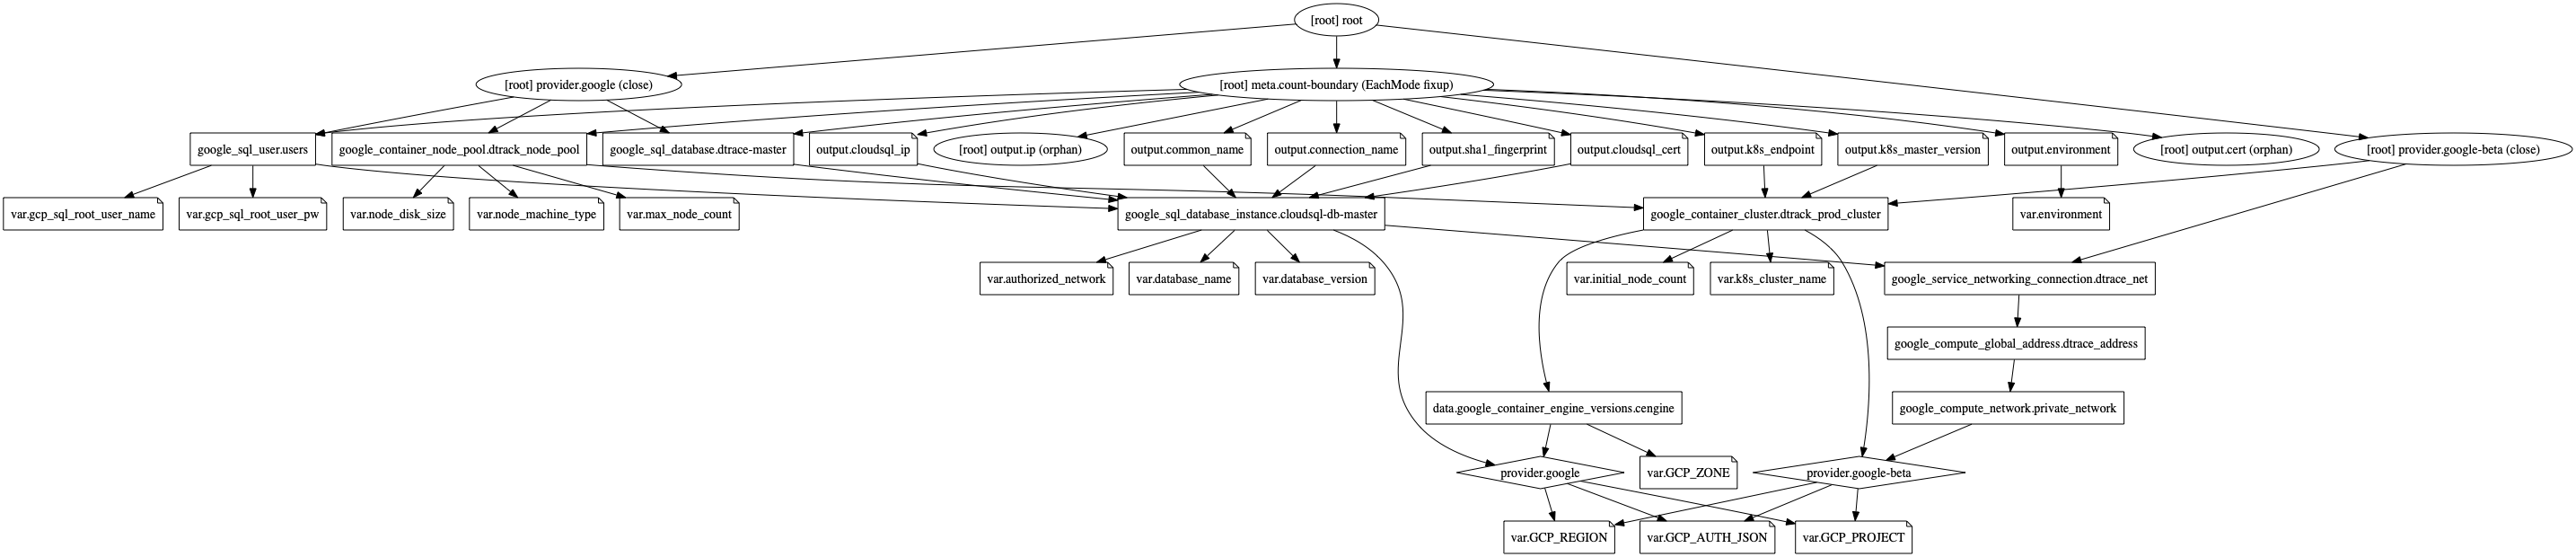 [root] root
[root] provider.google (close)
[root] meta.count-boundary (EachMode fixup)
google_sql_user.users
google_container_node_pool.dtrack_node_pool
google_sql_database.dtrace-master
output.cloudsql_ip
[root] output.ip (orphan)
output.common_name
output.connection_name
output.sha1_fingerprint
output.cloudsql_cert
output.k8s_endpoint
output.k8s_master_version
output.environment
[root] output.cert (orphan)
[root] provider.google-beta (close)
var.gcp_sql_root_user_name
var.gcp_sql_root_user_pw
var.node_disk_size
var.node_machine_type
var.max_node_count
google_sql_database_instance.cloudsql-db-master
google_container_cluster.dtrack_prod_cluster
var.environment
var.authorized_network
var.database_name
var.database_version
var.initial_node_count
var.k8s_cluster_name
google_service_networking_connection.dtrace_net
google_compute_global_address.dtrace_address
data.google_container_engine_versions.cengine
google_compute_network.private_network
provider.google
var.GCP_ZONE
provider.google-beta
var.GCP_REGION
var.GCP_AUTH_JSON
var.GCP_PROJECT